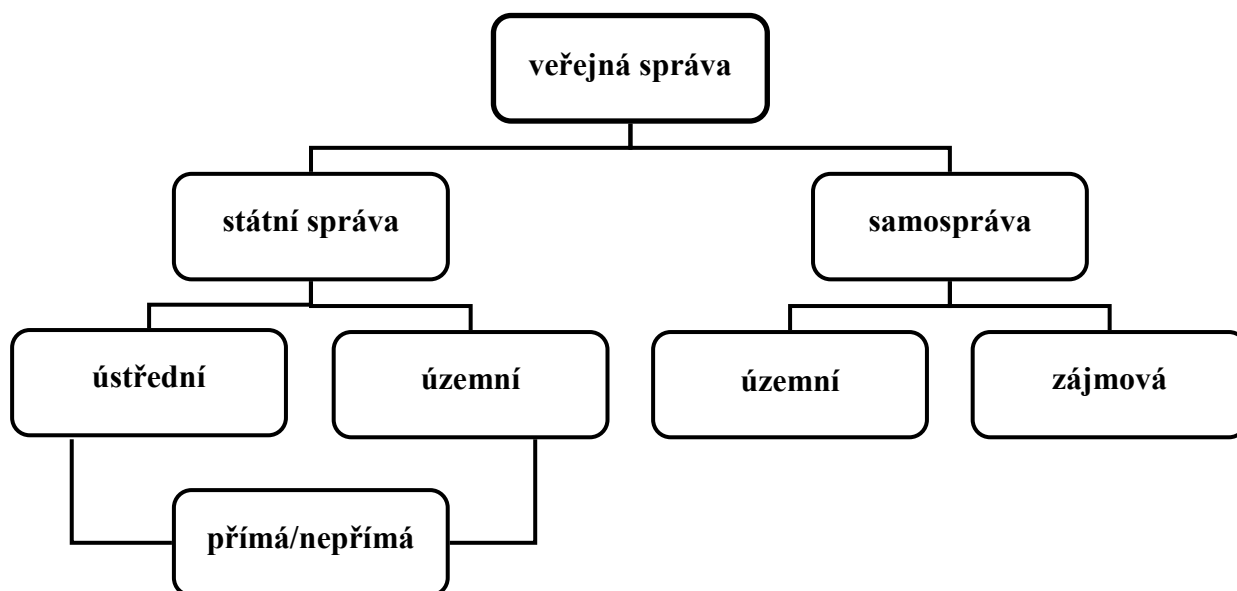 veřejná správa
státní správa
samospráva
ústřední
územní
územní
zájmová
přímá/nepřímá